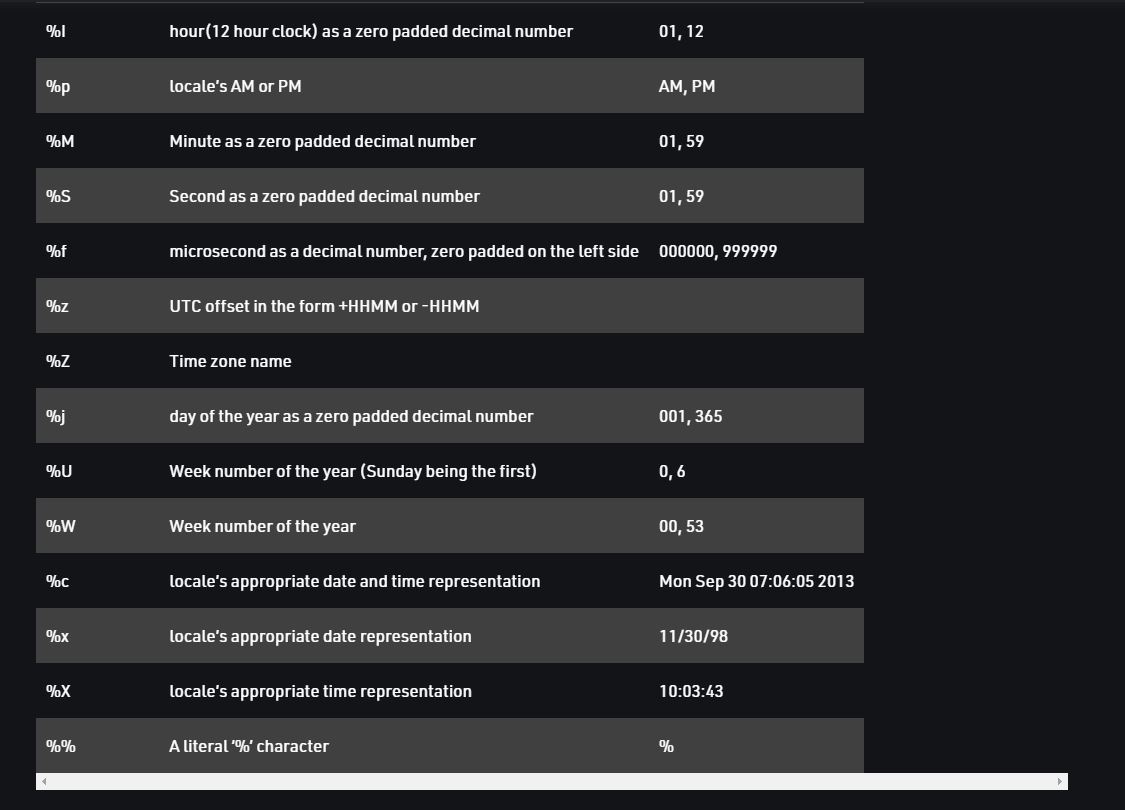 %I hour(12 hour clock) as a zero padded decimal number 01, 12
%p locale's AM or PM AM, PM
%M Minute as a zero padded decimal number 01, 59
%S Second as a zero padded decimal number 01, 59
%f microsecond as a decimal number, zero padded on the left side 000000, 999999
%z UTC offset in the form +HHMM or -HHMM
%Z Time zone name
%j day of the year as a zero padded decimal number 001, 365
%U Week number of the year (Sunday being the first) 0, 6
%W Week number of the year 00, 53
%c locale's appropriate date and time representation Mon Sep 30 07:06:05 2013
%x locale's appropriate date representation 11/30/98
%X locale's appropriate time representation 10:03:43
%% A literal '%' character %